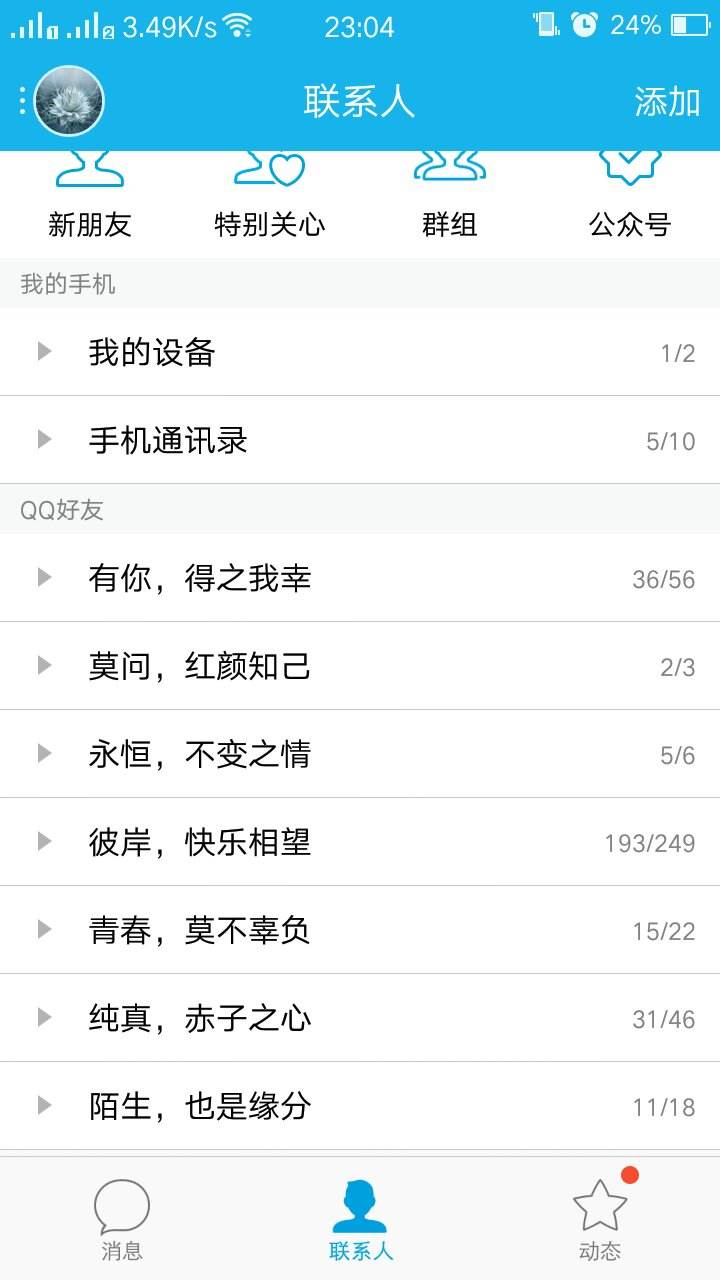 1 2 3.49K/s 23:04 24%
联系人 添加
新朋友 特别关心 群组 公众号
我的手机
我的设备 1/2
手机通讯录 5/10
QQ好友
有你，得之我幸 36/56
莫问，红颜知己 2/3
永恒，不变之情 5/6
彼岸，快乐相望 193/249
青春，莫不辜负 15/22
纯真，赤子之心 31/46
陌生，也是缘分 11/18
消息 联系人 动态